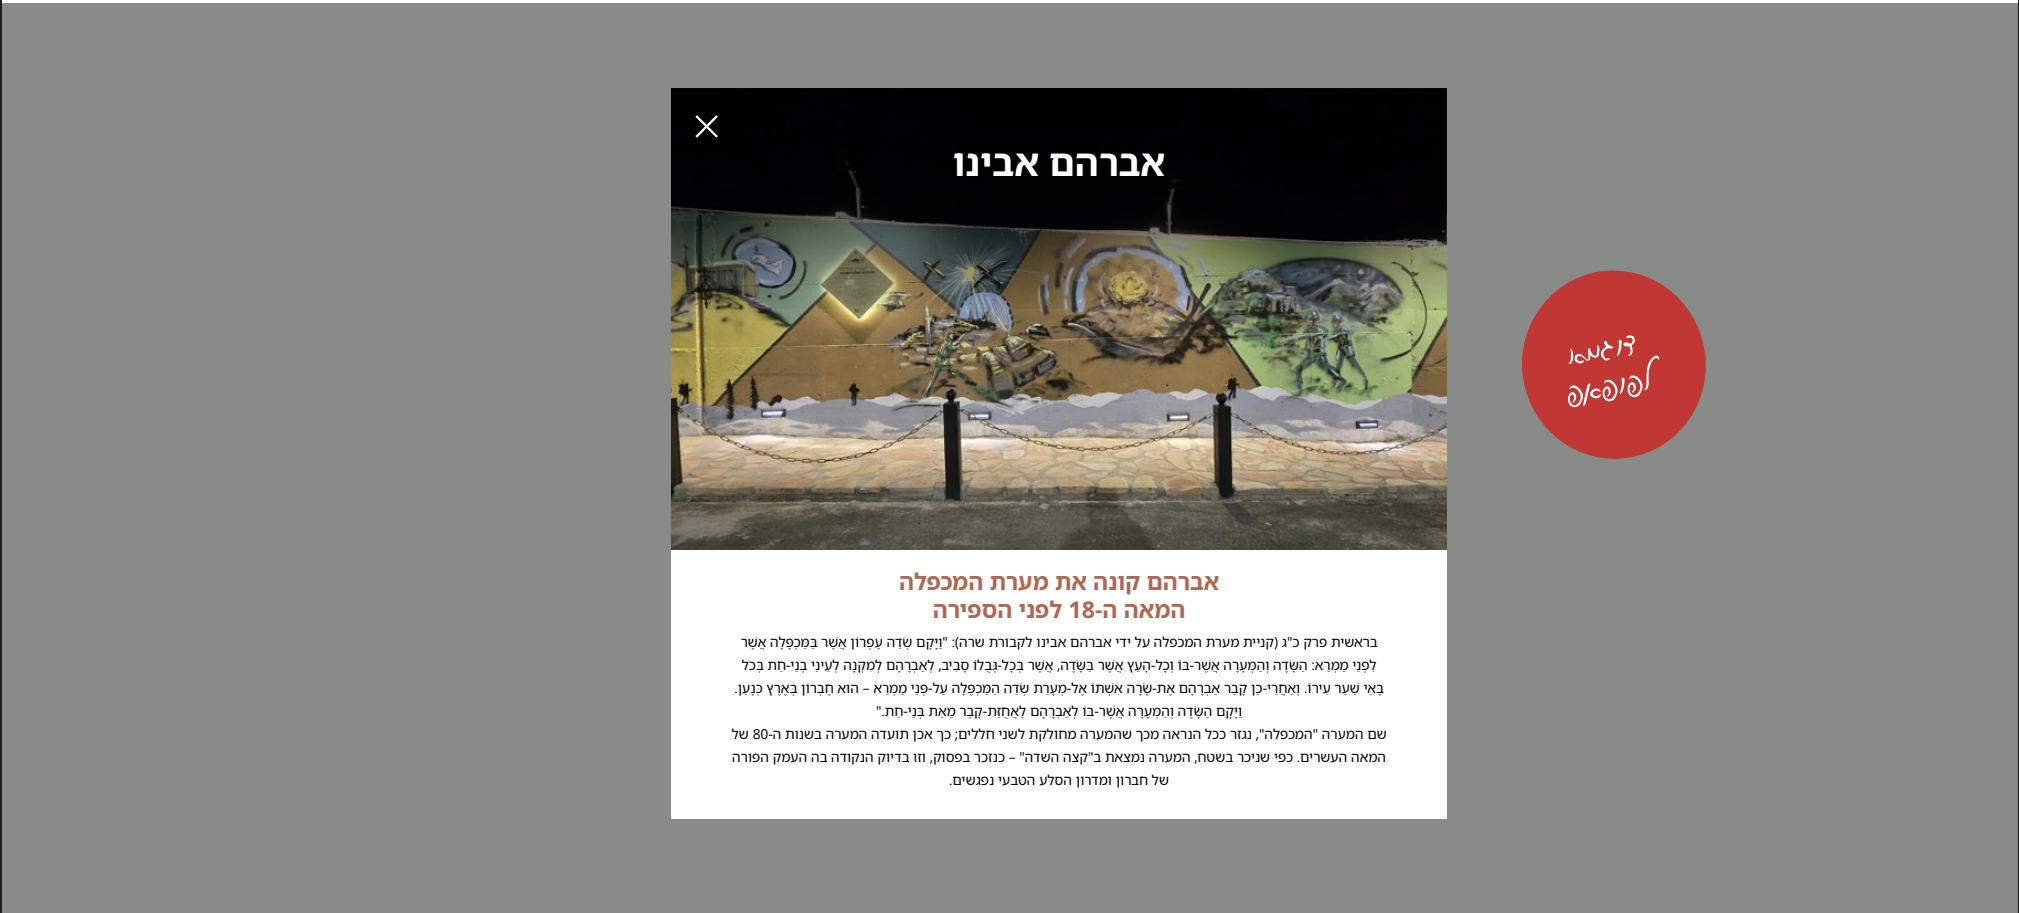 אברהם אבינו
דוגמא
לפופאפ
אברהם קונה את מערת המכפלה
המאה ה-18 לפני הספירה
בראשית פרק כ"ג (קניית מערת המכפלה על ידי אברהם אבינו לקבורת שרה): "וַיָּקָם שְׂדֵה עֶפְרוֹן אֲשֶׁר בַּמַּכְפֵּלָה אֲשֶׁר
לִפְנֵי מַמְרֵא: הַשָּׂדֶה וְהַמְּעָרָה אֲשֶׁר-בּוֹ וְכָל-הָעֵץ אֲשֶׁר בַּשָּׂדֶה, אֲשֶׁר בְּכָל-גְּבֻלוֹ סָבִיב, לְאַבְרָהָם לְמִקְנָה לְעֵינֵי בְנֵי-חֵת בְּכֹל
בָּאֵי שַׁעַר עִירוֹ. וְאַחֲרֵי-כֵן קָבַר אַבְרָהָם אֶת-שָׂרָה אִשְׁתּוֹ אֶל-מְעָרַת שְׂדֵה הַמַּכְפֵּלָה עַל-פְּנֵי מַמְרֵא – הוא חֶבְרוֹן בְּאֶרֶץ כְּנָעַן.
וַיָּקָם הַשָּׂדֶה וְהַמְּעָרָה אֲשֶׁר-בּוֹ לְאַבְרָהָם לַאֲחֻזַּת-קָבֶר מֵאֵת בְּנֵי-חֵת."
שם המערה "המכפלה", נגזר ככל הנראה מכך שהמערה מחולקת לשני חללים; כך אכן תועדה המערה בשנות ה-80 של
המאה העשרים. כפי שניכר בשטח, המערה נמצאת ב"קצה השדה" – כנזכר בפסוק, וזו בדיוק הנקודה בה העמק הפורה
של חברון ומדרון הסלע הטבעי נפגשים.